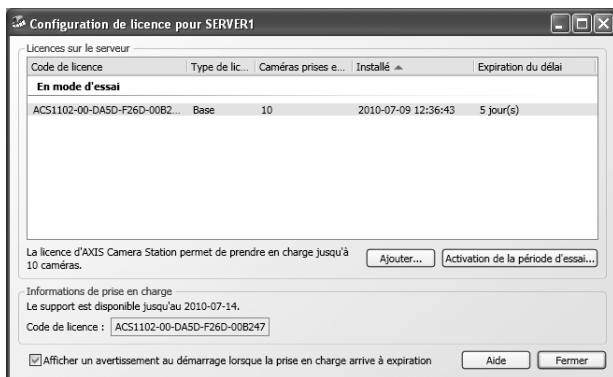 Configuration de licence pour SERVER1
Licences sur le serveur
Code de licence Type de lic... Caméras prises e... Installé Expiration du délai
En mode d'essai
ACS1102-00-DA5D-F26D-00B2... Base 10 2010-07-09 12:36:43 5 jour(s)
La licence d'AXIS Camera Station permet de prendre en charge jusqu'à
10 caméras.
Ajouter... Activation de la période d'essai...
Informations de prise en charge
Le support est disponible jusqu'au 2010-07-14.
Code de licence : ACS1102-00-DA5D-F26D-00B247
Afficher un avertissement au démarrage lorsque la prise en charge arrive à expiration Aide Fermer